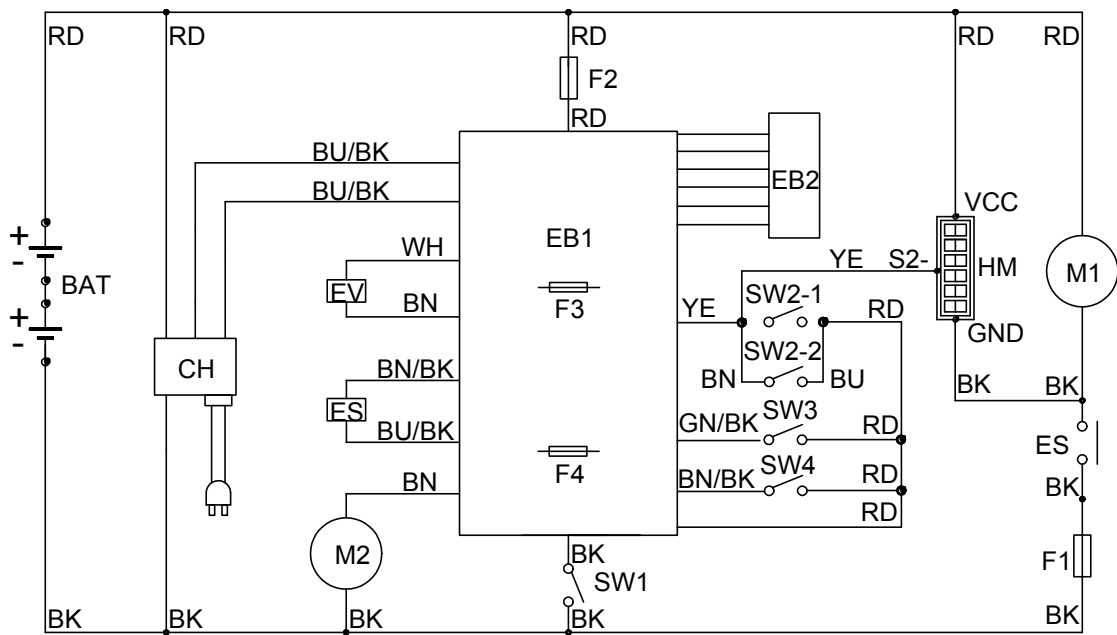 RD RD RD RD RD
F2
RD
BU/BK
BU/BK
EB2
VCC
WH
EB1
YE S2- HM
+
-
BAT
+
-
EV
F3
SW2-1
M1
BN
YE
RD
GND
SW2-2
CH
BN/BK
BN BU
BK BK
ES
GN/BK SW3 RD
BU/BK
ES
F4
SW4
BN
BN/BK RD
BK
RD
M2
BK
SW1
F1
BK BK BK BK BK